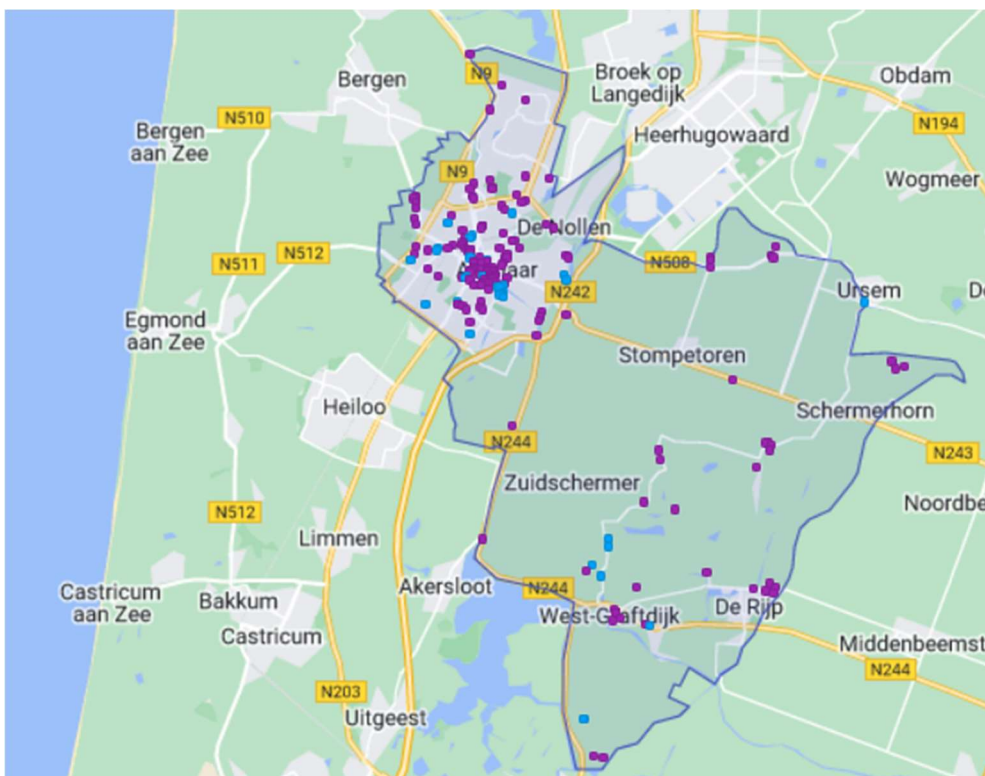 N9
Bergen
Broek op
Langedijk
Obdam
N510
N194
Bergen
aan Zee
Heerhugowaard
N9
Wogmeer
De Nollen
N512
N511
N508
N242
Ursem
Egmond
aan Zee
Stompetoren
Heiloo
Schermerhorn
N244
N243
Zuidschermer
N512
Noordbe
Limmen
Castricum
aan Zee
Bakkum
Akersloot
N244
West-Graftdijk
De Rijp
Castricum
Middenbeemst
N244
N203
Uitgeest